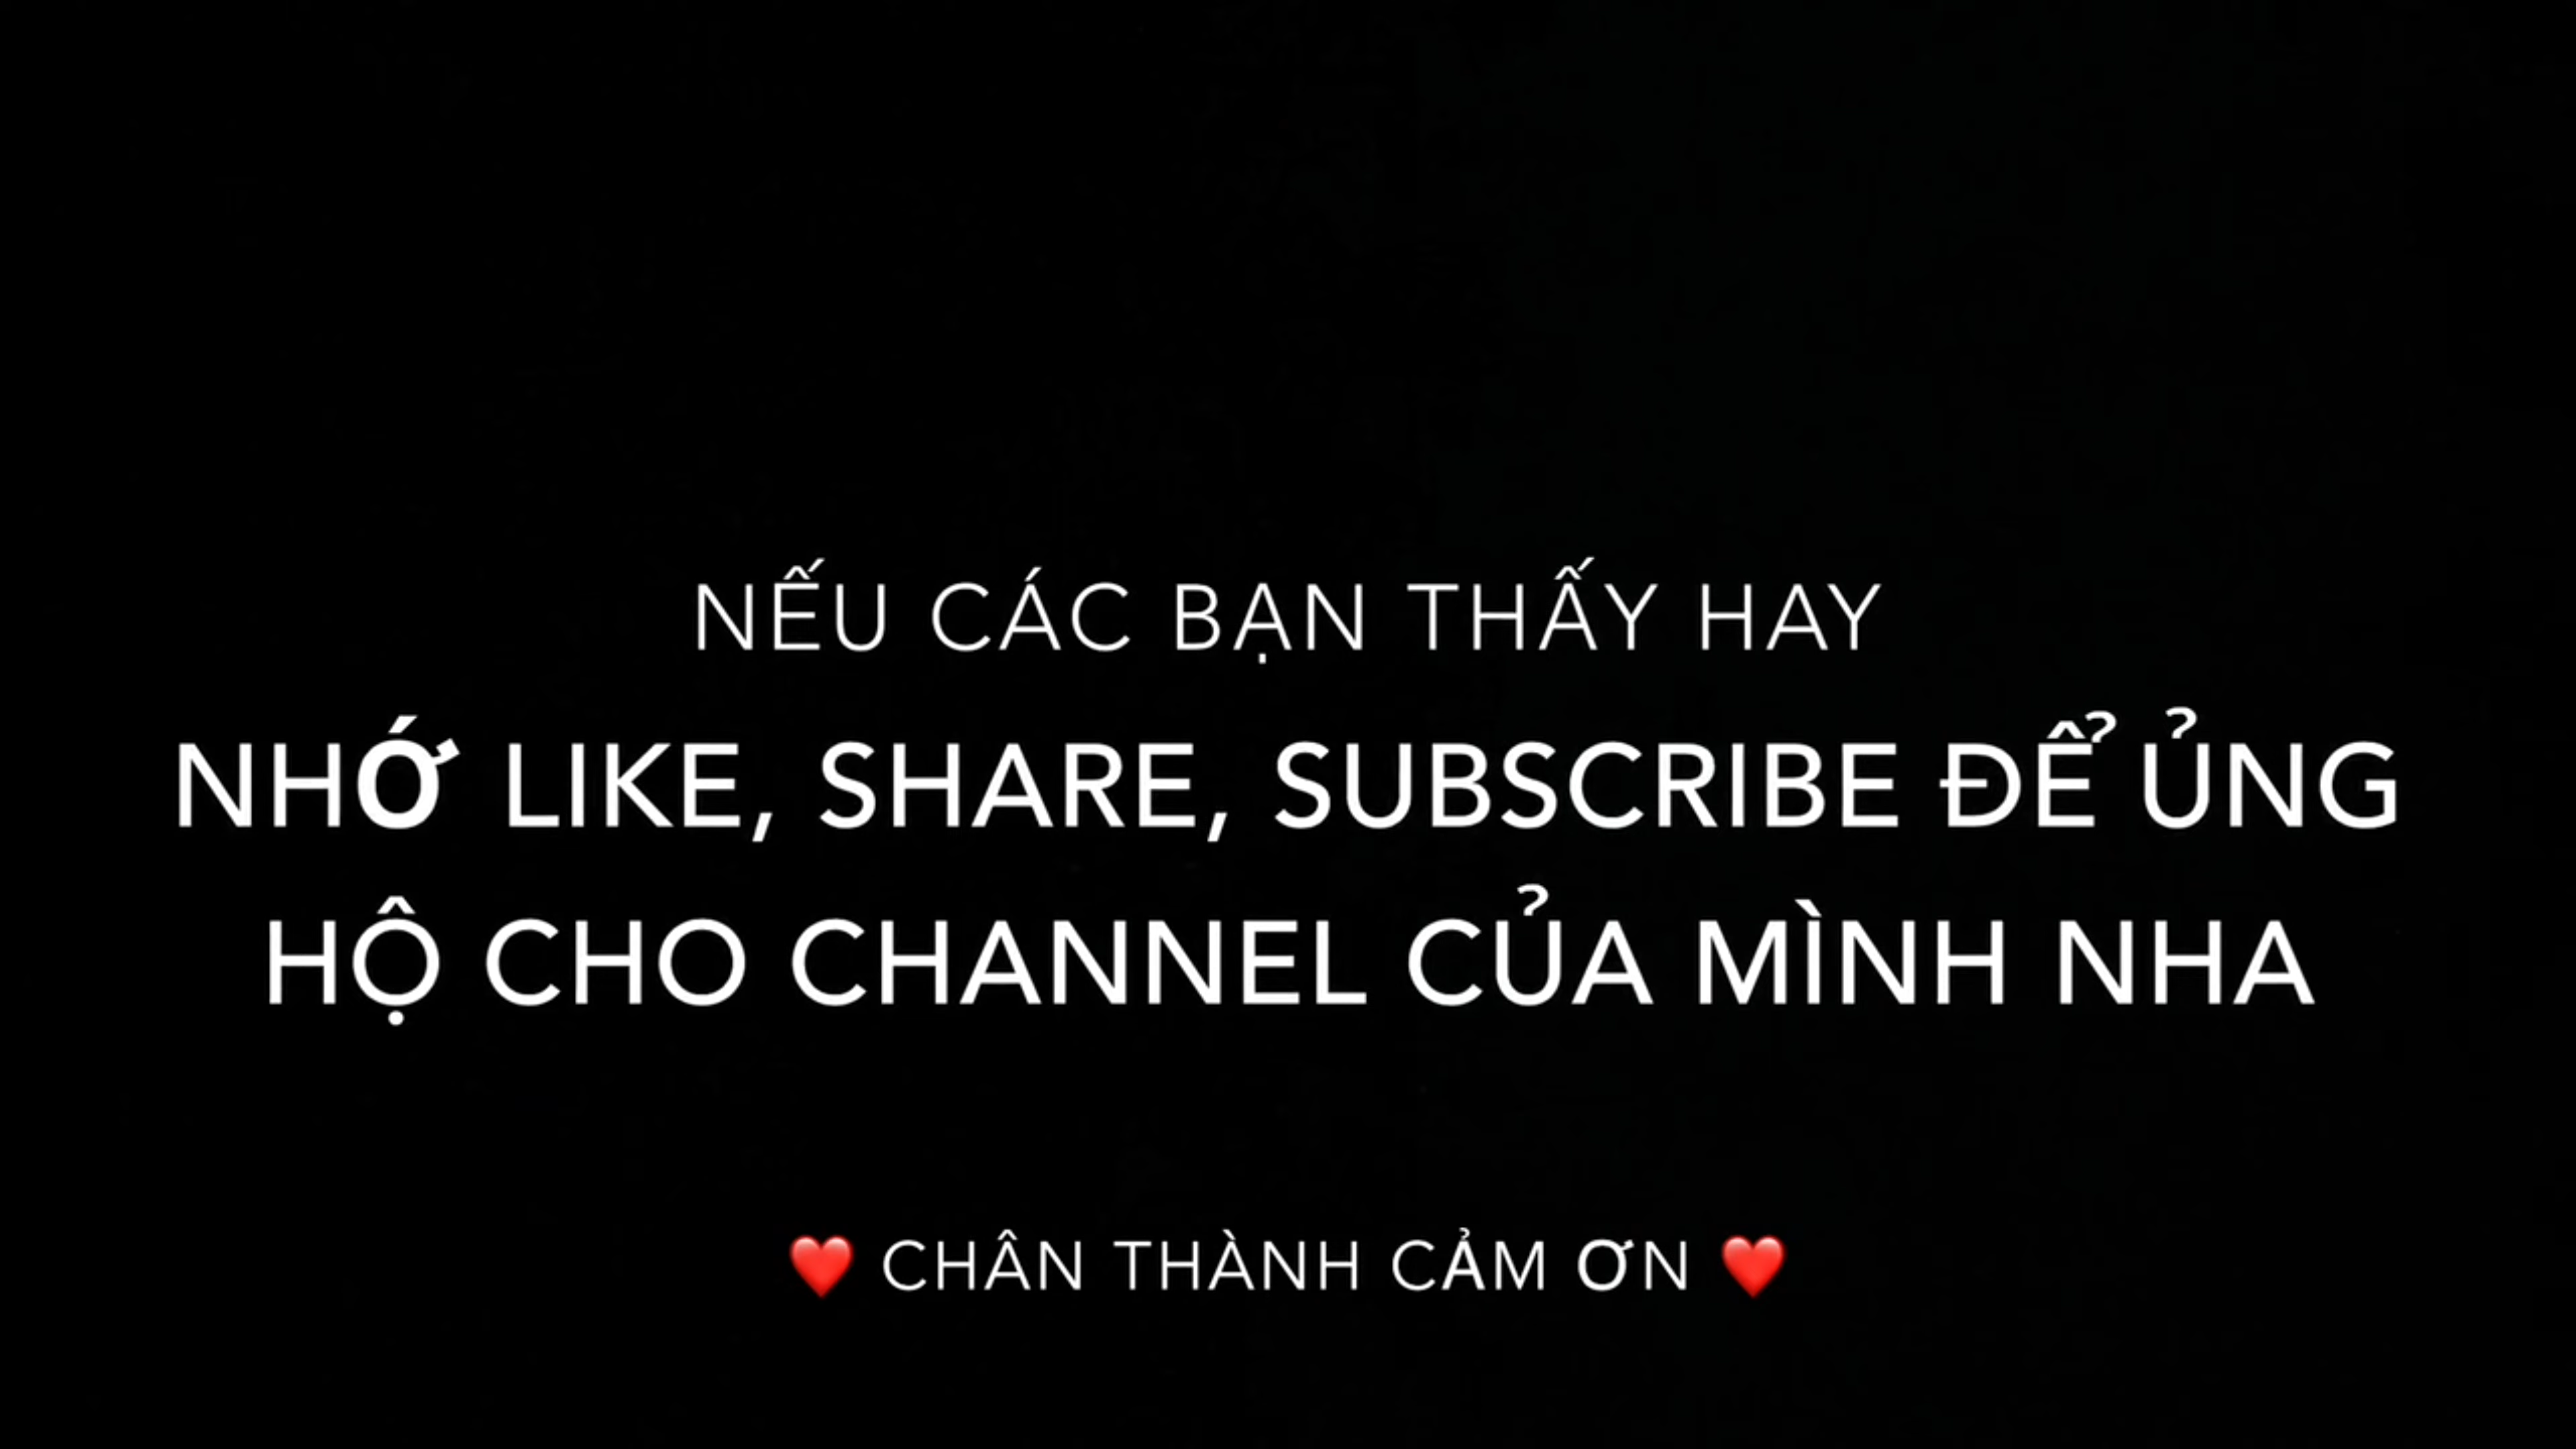 NẾU CÁC BẠN THẤY HAY
NHỚ LIKE, SHARE, SUBSCRIBE ĐỂ ỦNG
HỘ CHO CHANNEL CỦA MÌNH NHA
❤️ CHÂN THÀNH CẢM ƠN ❤️